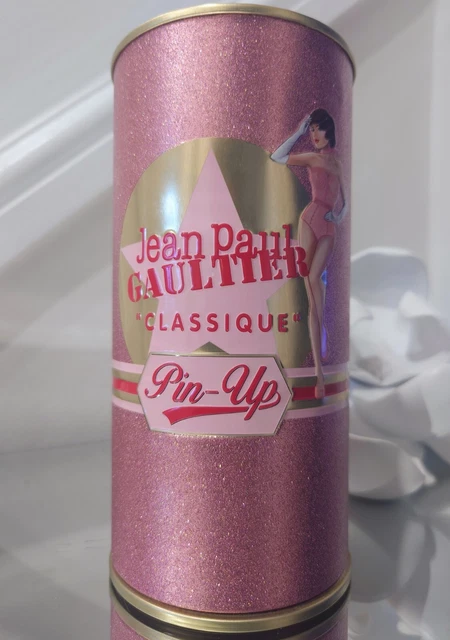 Jean Paul
GAULTIER
"CLASSIQUE"
Pin-Up